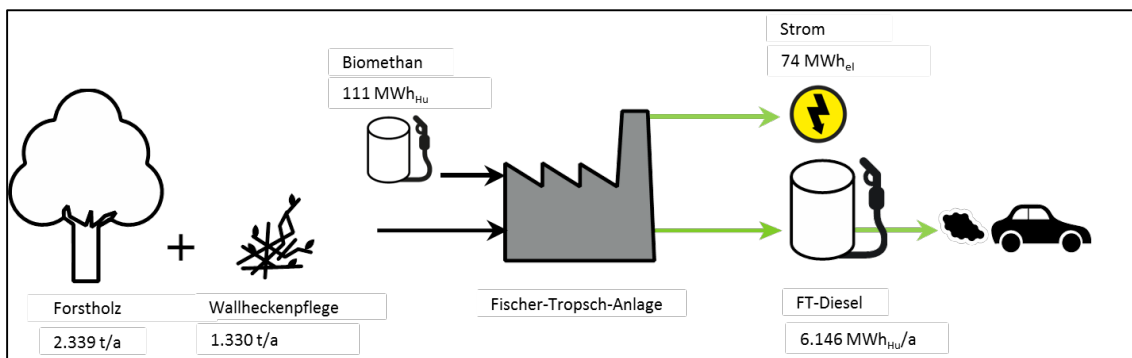 Strom
74 MWhel
Biomethan
111 MWhHu
Forstholz
2.339 t/a
Wallheckenpflege
1.330 t/a
Fischer-Tropsch-Anlage
FT-Diesel
6.146 MWhHu/a